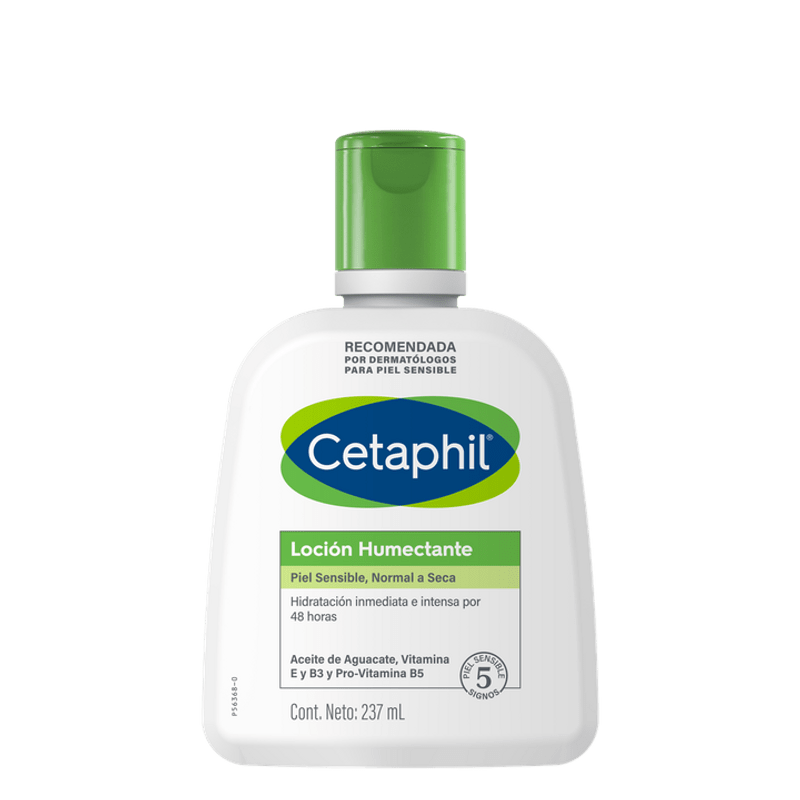 RECOMENDADA
POR DERMATÓLOGOS
PARA PIEL SENSIBLE
Cetaphil®
Loción Humectante
Piel Sensible, Normal a Seca
Hidratación inmediata e intensa por
48 horas
Aceite de Aguacate, Vitamina
E y B3 y Pro-Vitamina B5
PIEL SENSIBLE
5
SIGNOS
Cont. Neto: 237 mL
P56368-0